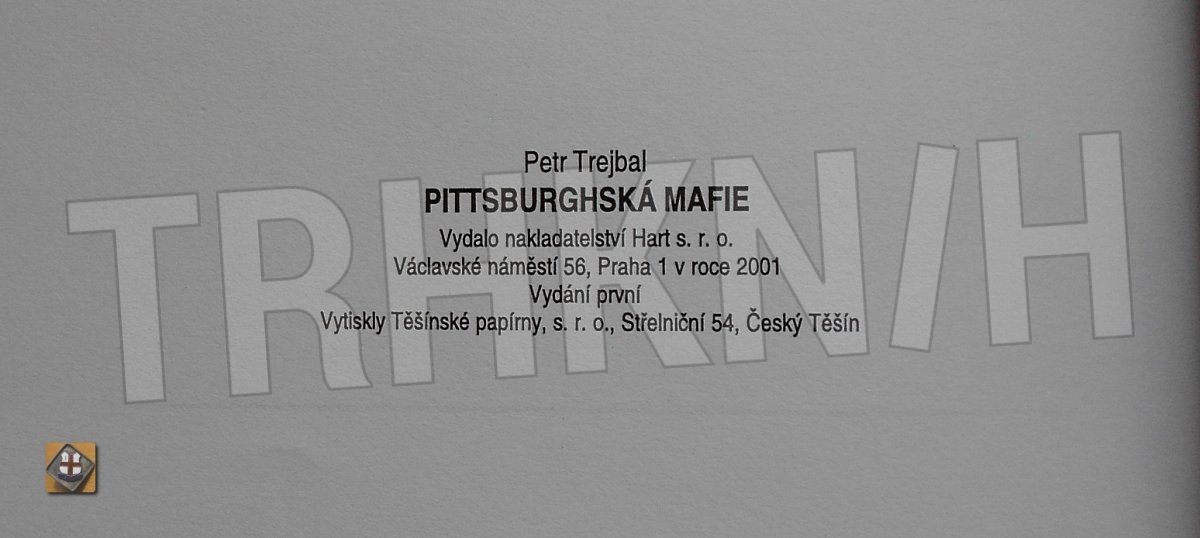 Petr Trejbal
PITTSBURGHSKÁ MAFIE
Vydalo nakladatelství Hart s. r. o.
Václavské náměstí 56, Praha 1 v roce 2001
Vydání první
Vytiskly Těšínské papírny, s. r. o., Střelniční 54, Český Těšín
TRHKN/H